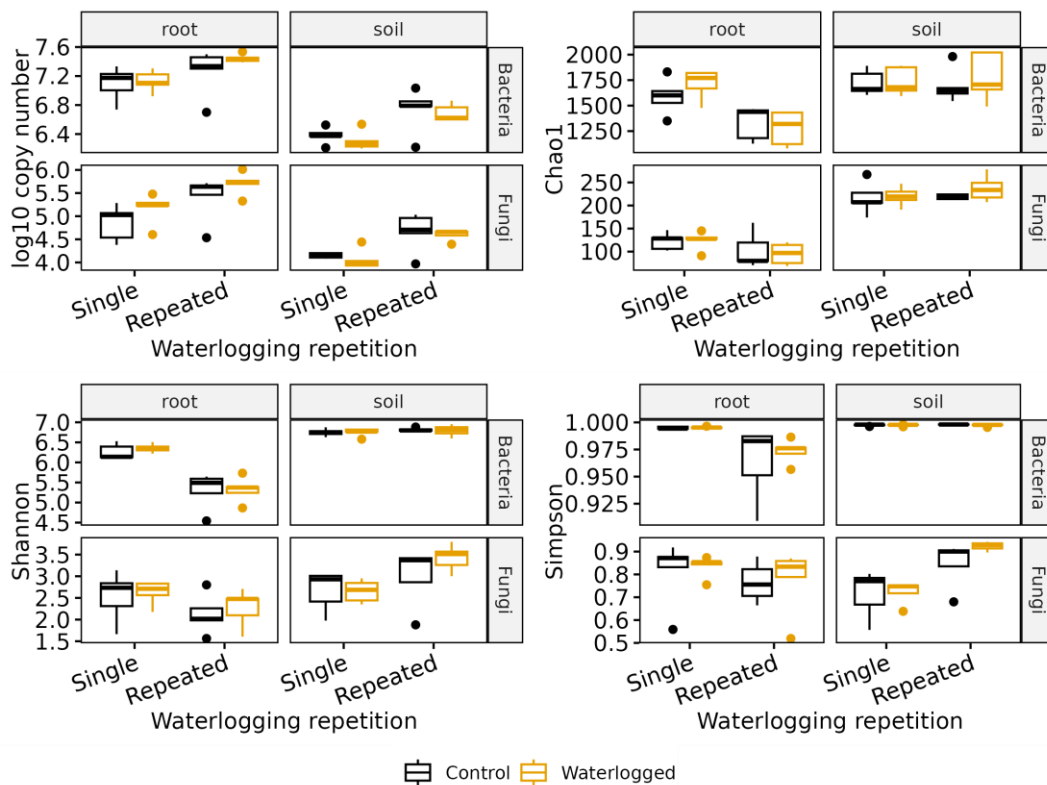 root soil
log10 copy number
7.6
7.2
6.8
6.4
Bacteria
6.0
5.5
5.0
4.5
4.0
Fungi
Single Repeated Single Repeated
Waterlogging repetition
root soil
Chao1
2000
1750
1500
1250
Bacteria
250
200
150
100
Fungi
Single Repeated Single Repeated
Waterlogging repetition
root soil
Shannon
7.0
6.5
6.0
5.5
5.0
4.5
Bacteria
3.5
3.0
2.5
2.0
1.5
Fungi
Single Repeated Single Repeated
Waterlogging repetition
root soil
Simpson
1.000
0.975
0.950
0.925
Bacteria
0.9
0.8
0.7
0.6
0.5
Fungi
Single Repeated Single Repeated
Waterlogging repetition
Control Waterlogged